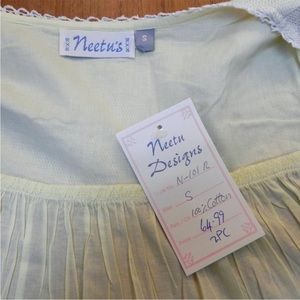 Neetu's
S
Neetu
Designs
N-101 R
S
100% Cotton
64.99
2PC